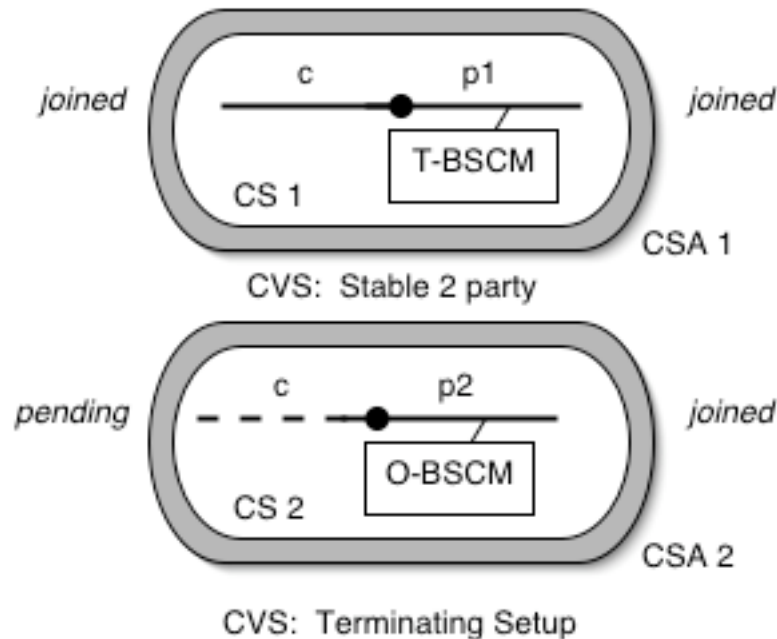 c p1
joined joined
T-BSCM
CS 1
CSA 1
CVS: Stable 2 party
c p2
pending joined
O-BSCM
CS 2
CSA 2
CVS: Terminating Setup